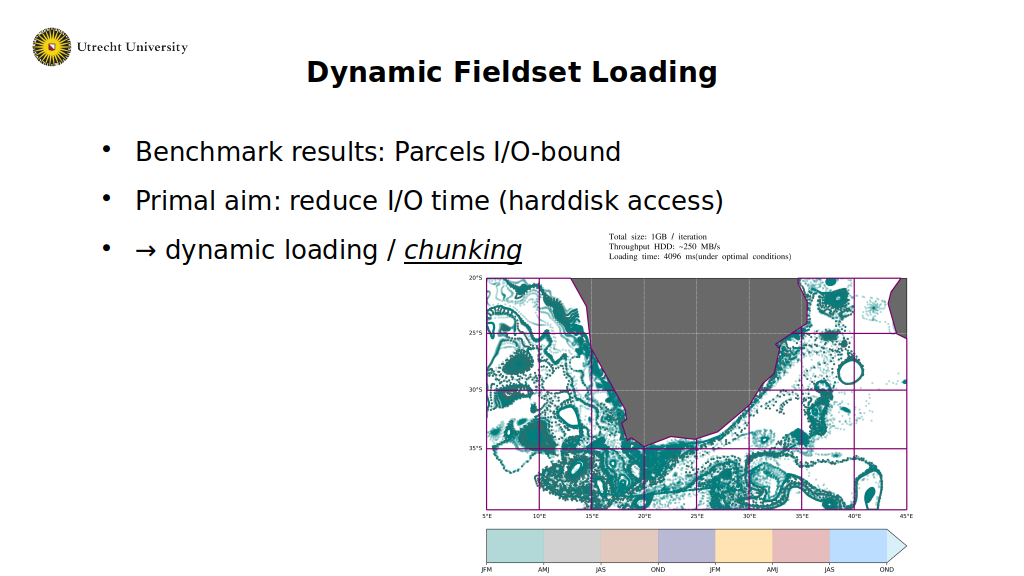 Utrecht University
Dynamic Fieldset Loading
• Benchmark results: Parcels I/O-bound
• Primal aim: reduce I/O time (harddisk access)
• → dynamic loading / chunking
Total size: 1GB / iteration
Throughput HDD: ~250 MB/s
Loading time: 4096 ms(under optimal conditions)
20°S
25°S
30°S
35°S
5°E 10°E 15°E 20°E 25°E 30°E 35°E 40°E 45°E
JFM AMJ JAS OND JFM AMJ JAS OND